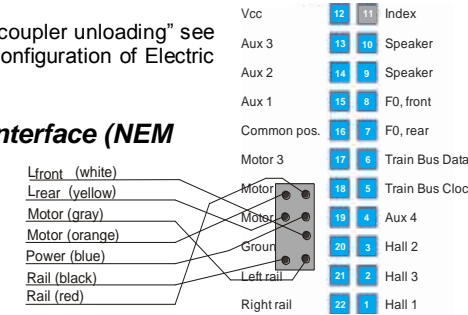 coupler unloading” see
onfiguration of Electric
nterface (NEM
Lfront (white)
Lrear (yellow)
Motor (gray)
Motor (orange)
Power (blue)
Rail (black)
Rail (red)
Vcc 12 11 Index
Aux 3 13 10 Speaker
Aux 2 14 9 Speaker
Aux 1 15 8 F0, front
Common pos. 16 7 F0, rear
Motor 3 17 6 Train Bus Data
Motor 18 5 Train Bus Cloc
Motor 19 4 Aux 4
Groun 20 3 Hall 2
Left rail 21 2 Hall 3
Right rail 22 1 Hall 1